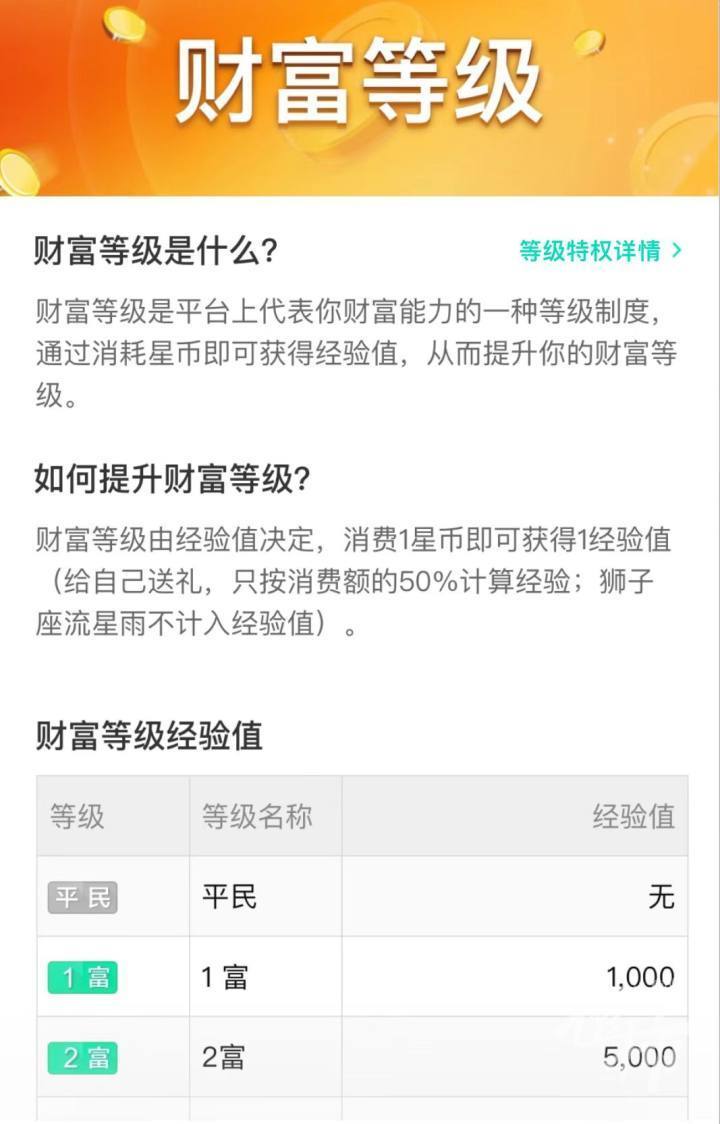 财富等级
财富等级是什么?
等级特权详情 >
财富等级是平台上代表你财富能力的一种等级制度,
通过消耗星币即可获得经验值，从而提升你的财富等
级。
如何提升财富等级?
财富等级由经验值决定，消费1星币即可获得1经验值
（给自己送礼，只按消费额的50%计算经验；狮子
座流星雨不计入经验值）。
财富等级经验值
等级 等级名称 经验值
平民 平民 无
1富 1富 1,000
2富 2富 5,000